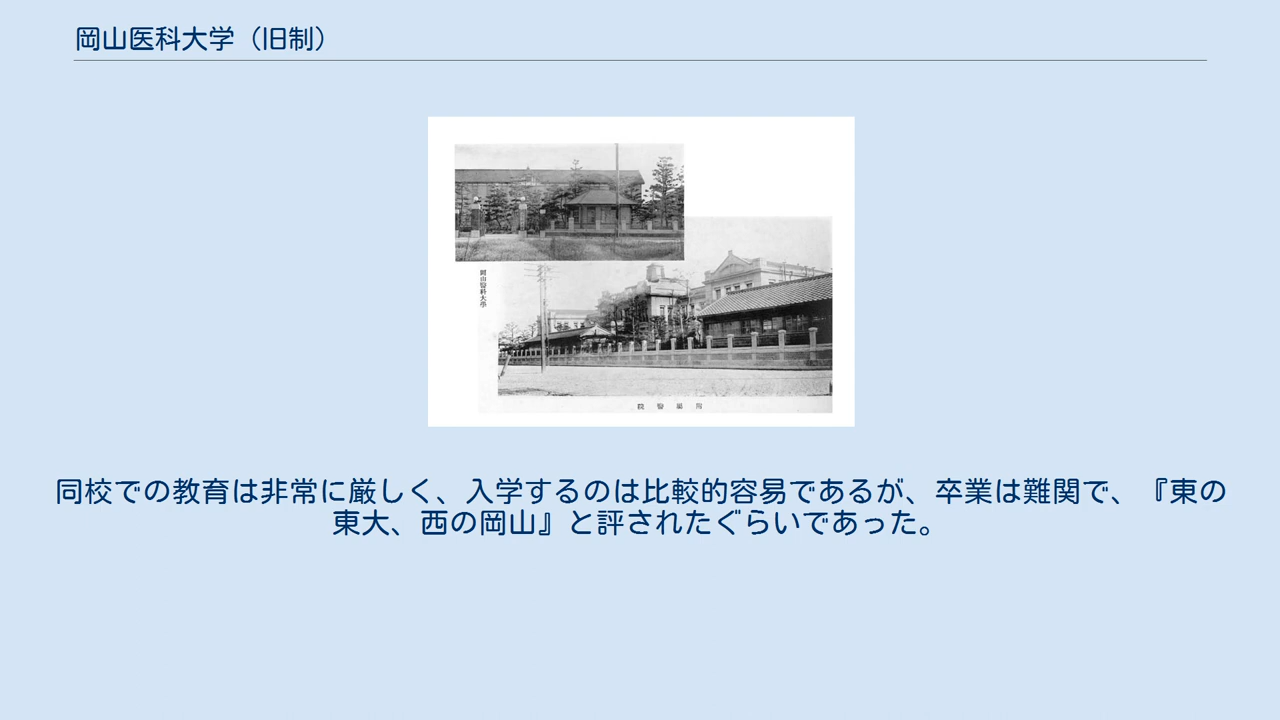 岡山医科大学（旧制）
岡山醫科大學
院醫屬附
同校での教育は非常に厳しく、入学するのは比較的容易であるが、卒業は難関で、『東の
東大、西の岡山』と評されたぐらいであった。